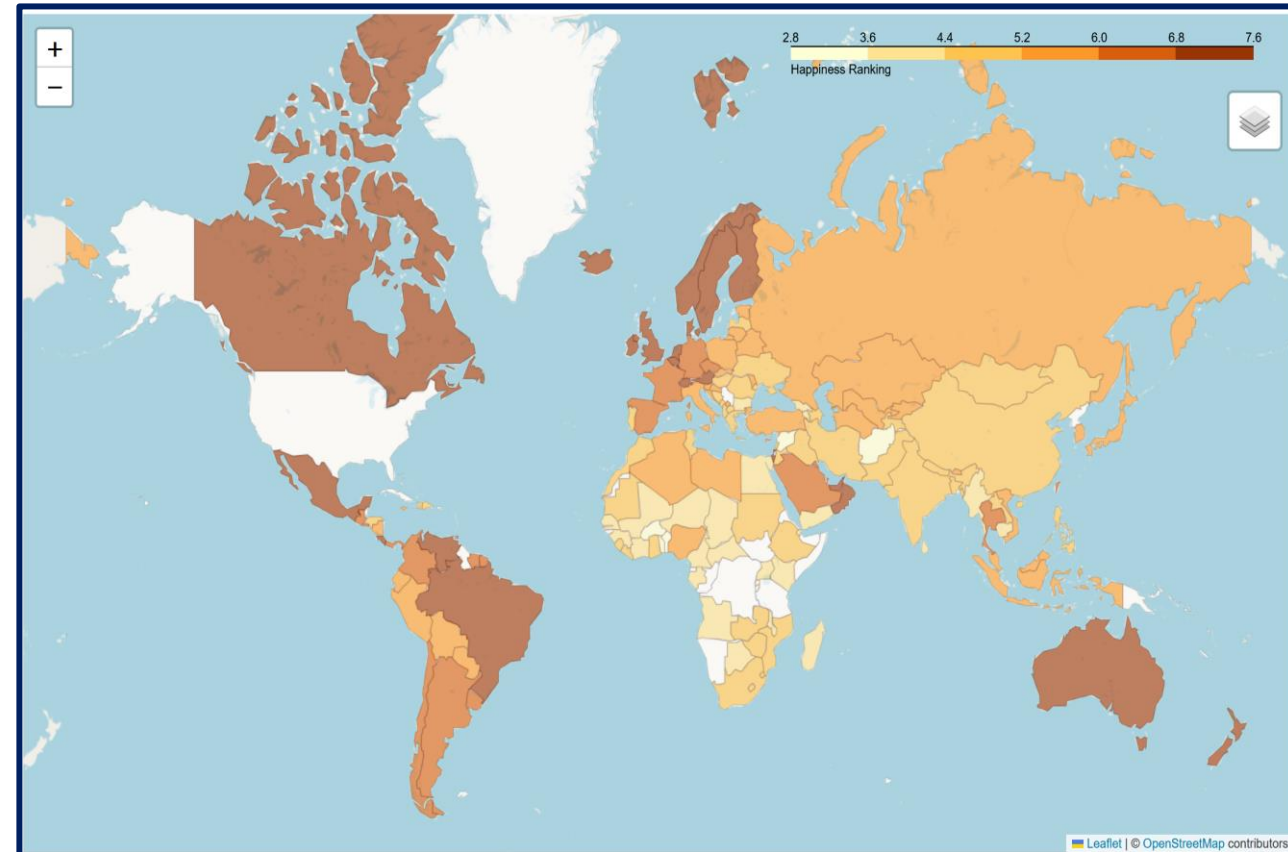 +
−
2.8 3.6 4.4 5.2 6.0 6.8 7.6
Happiness Ranking
Leaflet | © OpenStreetMap contributors